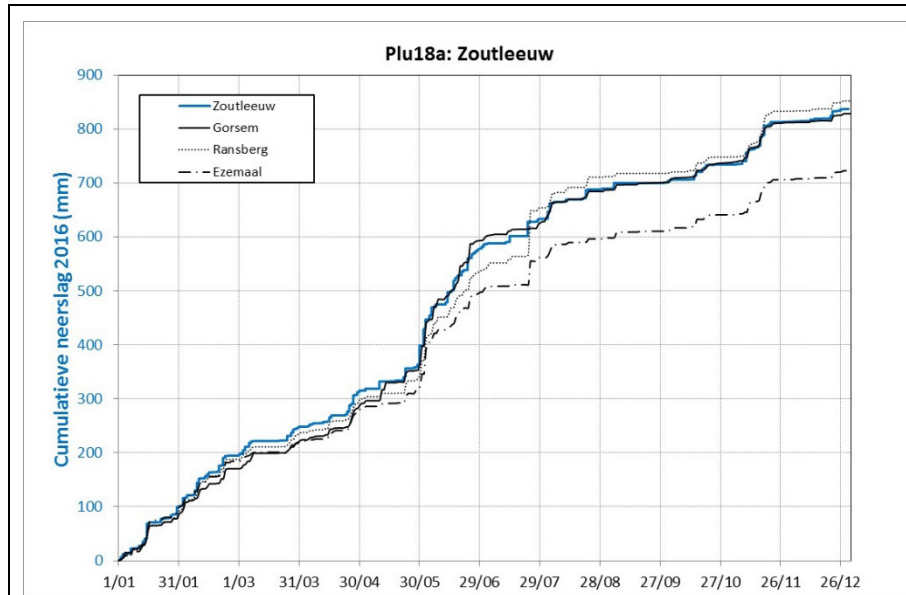 Plu18a: Zoutleeuw
Cumulatieve neerslag 2016 (mm)
900
800
700
600
500
400
300
200
100
0
Zoutleeuw
Gorsem
Ransberg
Ezemaal
1/01 31/01 1/03 31/03 30/04 30/05 29/06 29/07 28/08 27/09 27/10 26/11 26/12